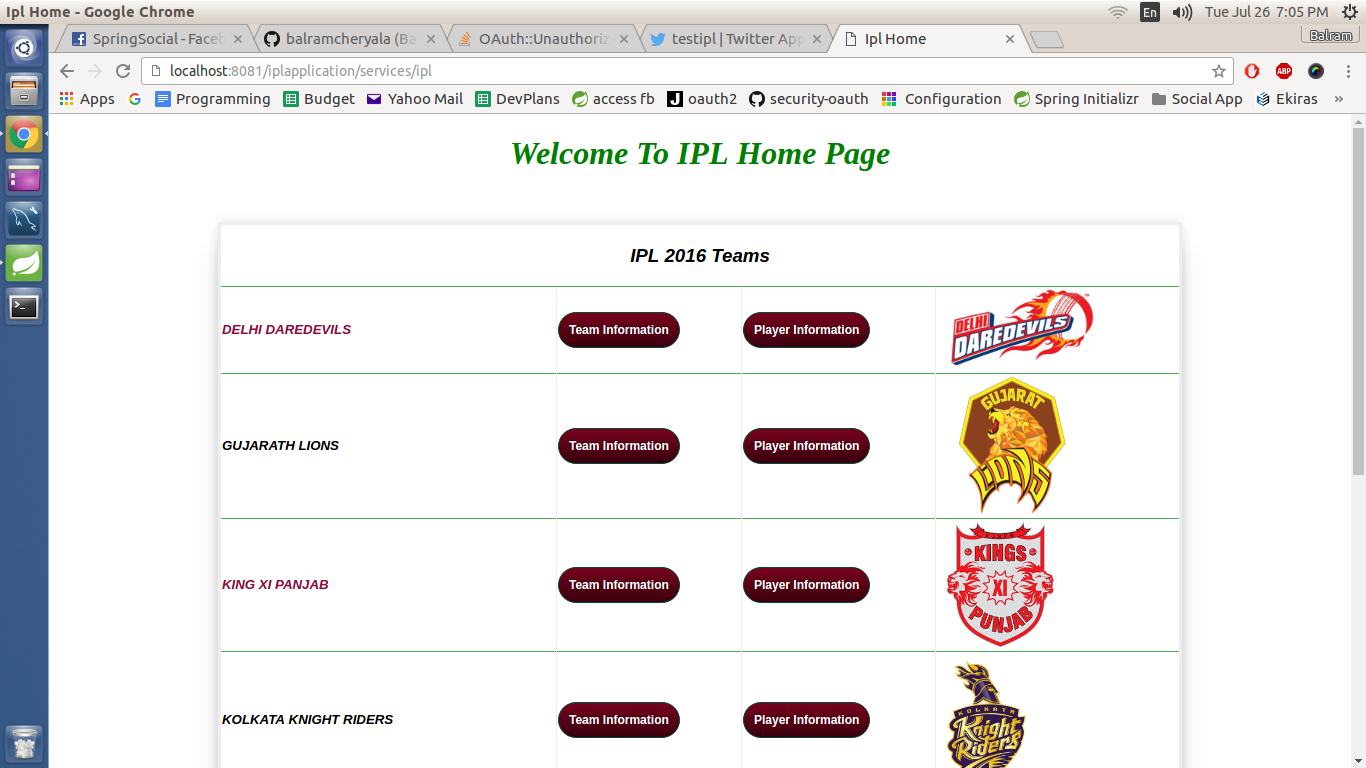 Ipl Home - Google Chrome
En
Tue Jul 26 7:05 PM
SpringSocial - Faceb
balramcheryala (Ba
OAuth::Unauthoriz
testipl | Twitter App
Ipl Home
Balram
localhost:8081/iplapplication/services/ipl
ABP
Apps
Programming
Budget
Yahoo Mail
DevPlans
access fb
oauth2
security-oauth
Configuration
Spring Initializr
Social App
Ekiras
»
Welcome To IPL Home Page
IPL 2016 Teams
DELHI DAREDEVILS
Team Information
Player Information
DELHI
DAREDEVILS
GUJARATH LIONS
Team Information
Player Information
GUJARAT
LIONS
KING XI PANJAB
Team Information
Player Information
KINGS
XI
PUNJAB
KOLKATA KNIGHT RIDERS
Team Information
Player Information
KOLKATA
Knight
Riders